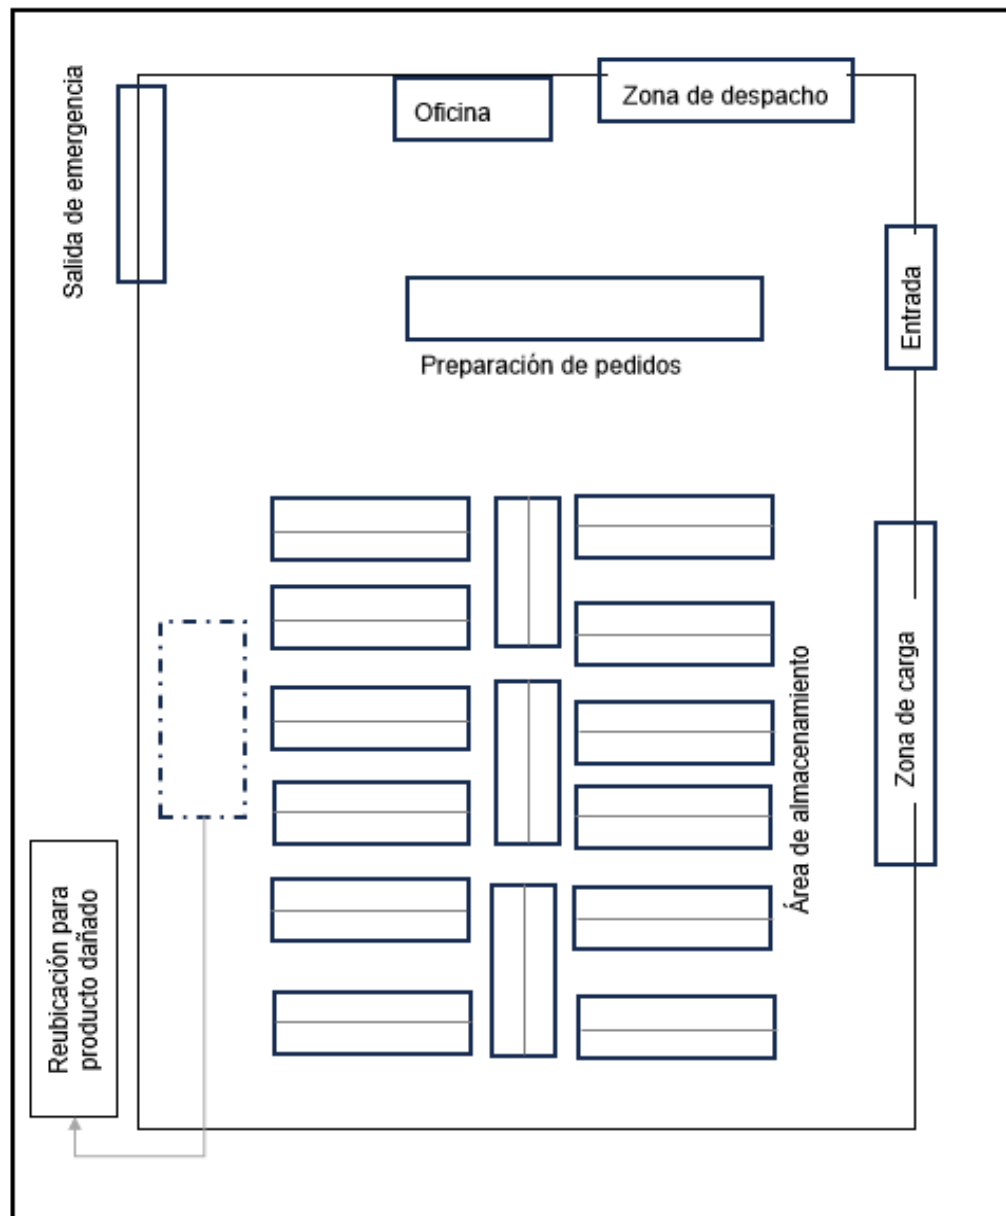 Salida de emergencia
Oficina
Zona de despacho
Entrada
Preparación de pedidos
Zona de carga
Área de almacenamiento
Reubicación para
producto dañado